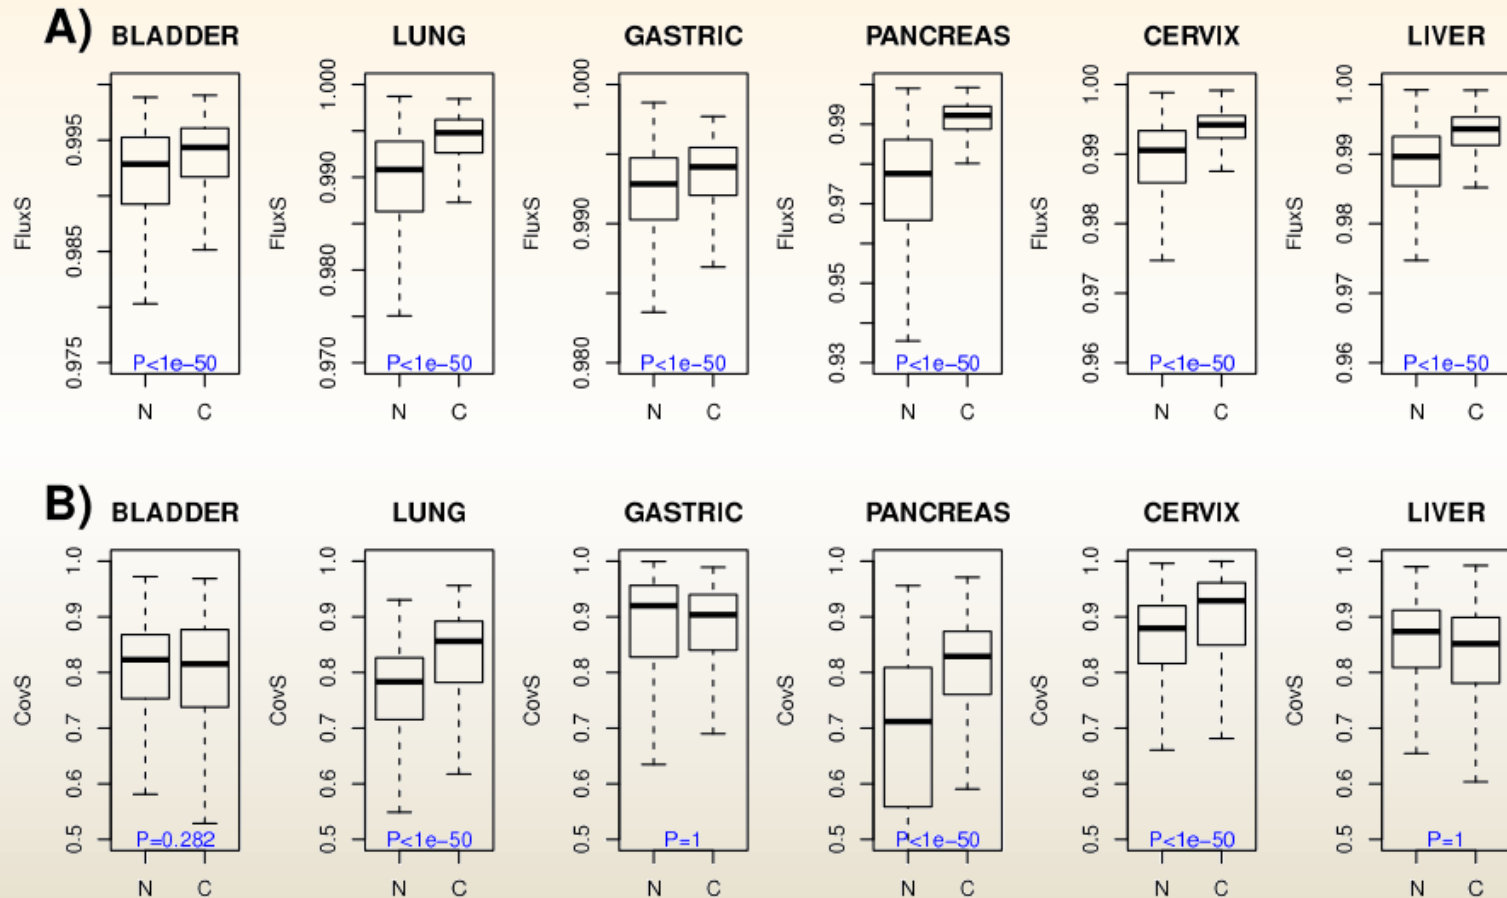 A) BLADDER LUNG GASTRIC PANCREAS CERVIX LIVER
FluxS 0.975 0.985 0.995
P<1e−50
N C
FluxS 0.970 0.980 0.990 1.000
P<1e−50
N C
FluxS 0.980 0.990 1.000
P<1e−50
N C
FluxS 0.93 0.95 0.97 0.99
P<1e−50
N C
FluxS 0.96 0.97 0.98 0.99 1.00
P<1e−50
N C
FluxS 0.96 0.97 0.98 0.99 1.00
P<1e−50
N C
B) BLADDER LUNG GASTRIC PANCREAS CERVIX LIVER
CovS 0.5 0.6 0.7 0.8 0.9 1.0
P=0.282
N C
CovS 0.5 0.6 0.7 0.8 0.9 1.0
P<1e−50
N C
CovS 0.5 0.6 0.7 0.8 0.9 1.0
P=1
N C
CovS 0.5 0.6 0.7 0.8 0.9 1.0
P<1e−50
N C
CovS 0.5 0.6 0.7 0.8 0.9 1.0
P<1e−50
N C
CovS 0.5 0.6 0.7 0.8 0.9 1.0
P=1
N C